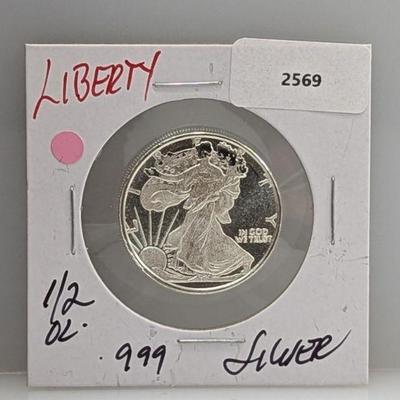 LIBERTY
2569
LIBERTY
IN GOD
WE TRUST
1/2
OZ.
.999 SILVER